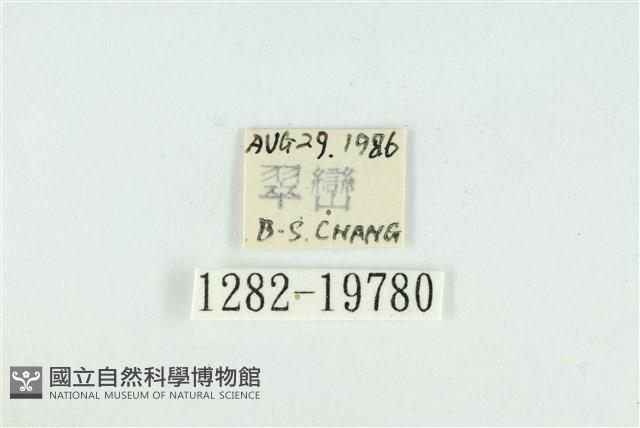 AUG 29. 1986
翠巒
B-S. CHANG
1282-19780
國立自然科學博物館
NATIONAL MUSEUM OF NATURAL SCIENCE